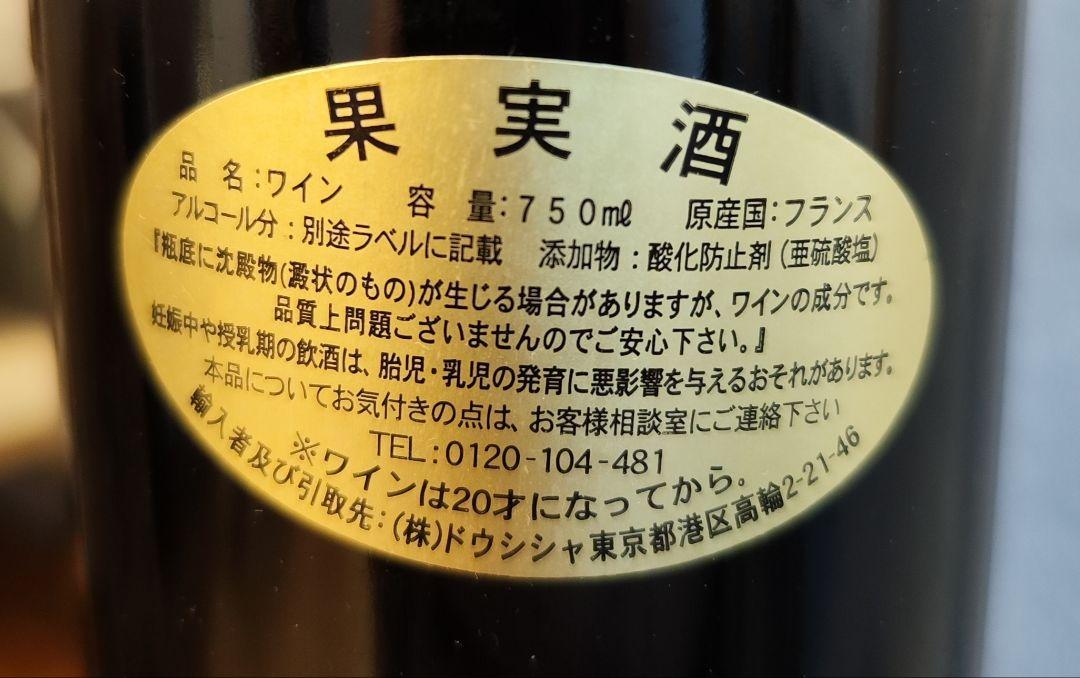 果実酒
品名:ワイン 容量:750㎖ 原産国:フランス
アルコール分:別途ラベルに記載 添加物:酸化防止剤(亜硫酸塩)
『瓶底に沈殿物(澱状のもの)が生じる場合がありますが、ワインの成分です。
品質上問題ございませんのでご安心下さい。』
妊娠中や授乳期の飲酒は、胎児・乳児の発育に悪影響を与えるおそれがあります。
本品についてお気付きの点は、お客様相談室にご連絡下さい
TEL:0120-104-481
※ワインは20才になってから。
輸入者及び引取先:(株)ドウシシャ東京都港区高輪2-21-46